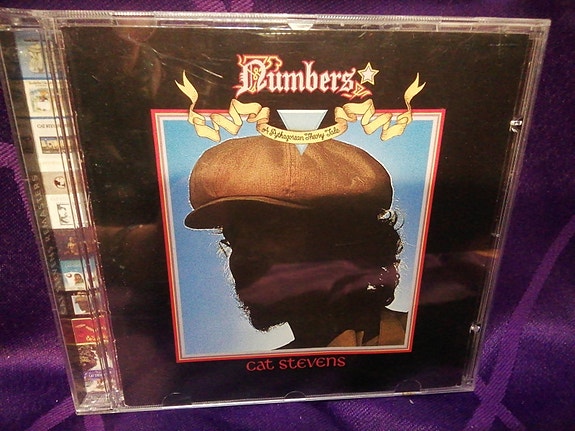 Numbers
A Pythagorean Theory Tale
cat stevens